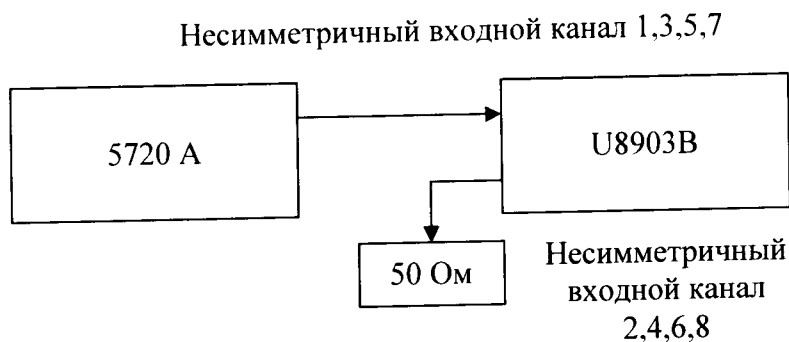 Несимметричный входной канал 1,3,5,7
5720 А
U8903B
50 Ом
Несимметричный
входной канал
2,4,6,8